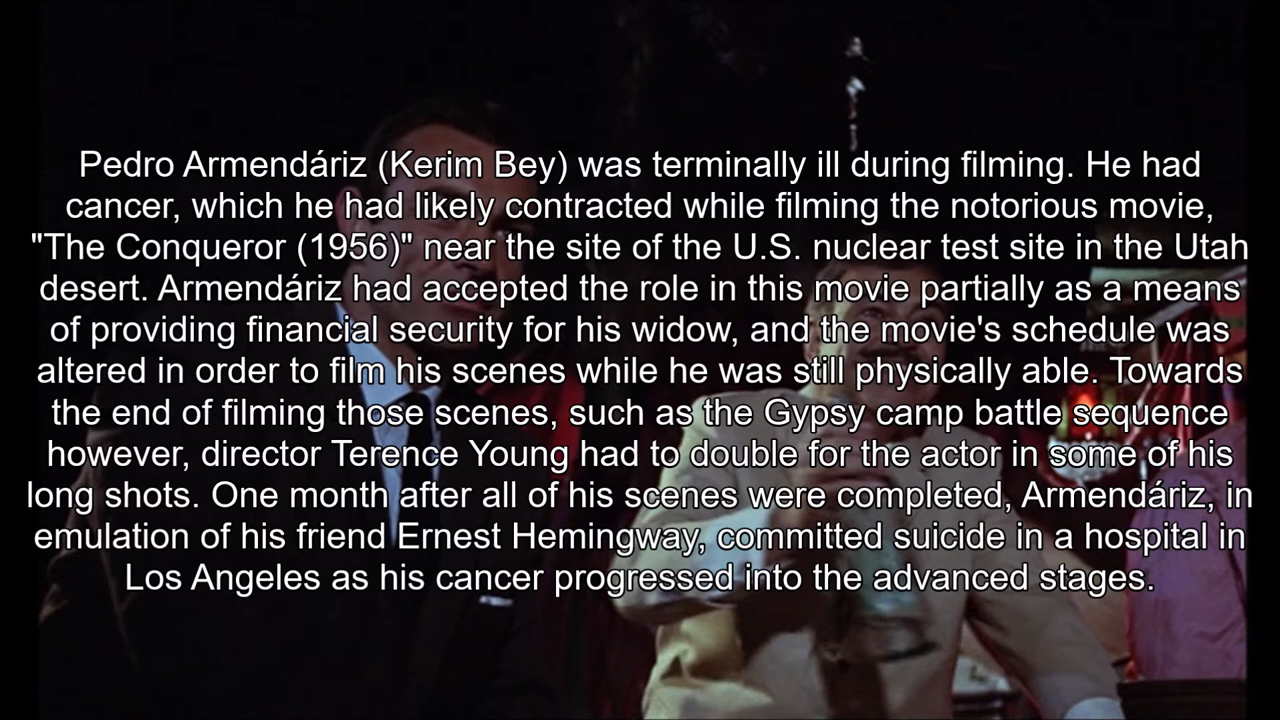 Pedro Armendáriz (Kerim Bey) was terminally ill during filming. He had
cancer, which he had likely contracted while filming the notorious movie,
"The Conqueror (1956)" near the site of the U.S. nuclear test site in the Utah
desert. Armendáriz had accepted the role in this movie partially as a means
of providing financial security for his widow, and the movie's schedule was
altered in order to film his scenes while he was still physically able. Towards
the end of filming those scenes, such as the Gypsy camp battle sequence
however, director Terence Young had to double for the actor in some of his
long shots. One month after all of his scenes were completed, Armendáriz, in
emulation of his friend Ernest Hemingway, committed suicide in a hospital in
Los Angeles as his cancer progressed into the advanced stages.